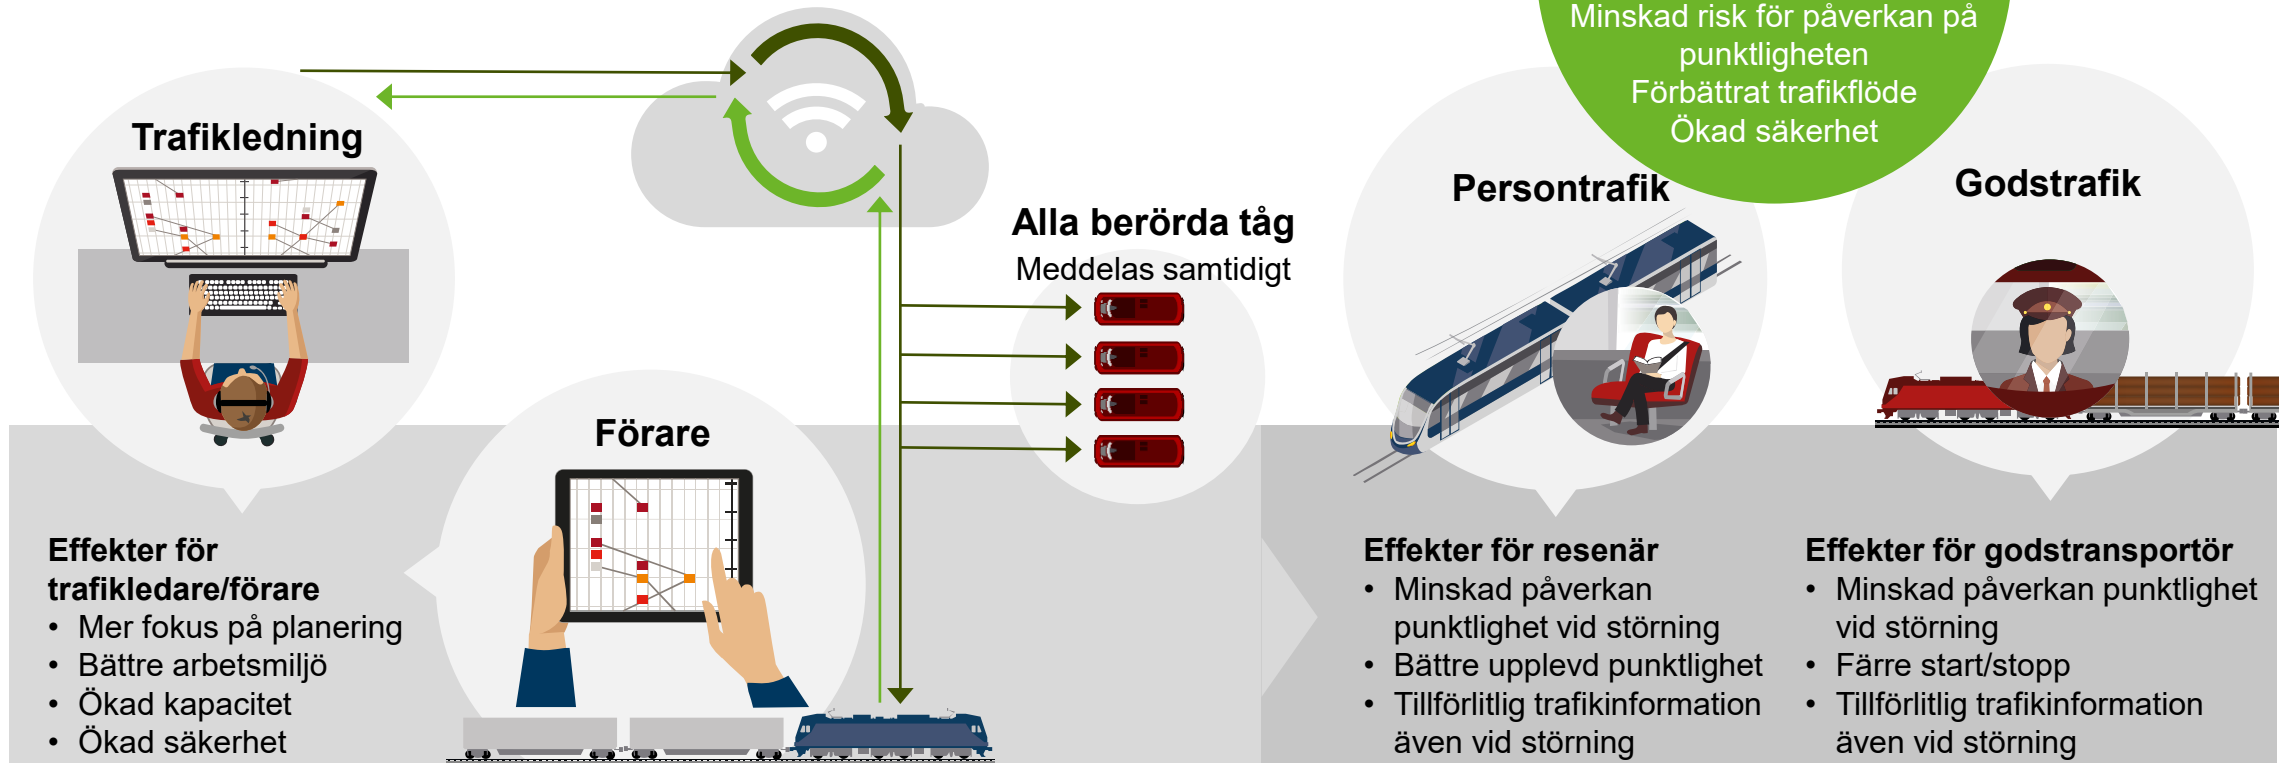 Minskad risk för påverkan på
punktligheten
Förbättrat trafikflöde
Ökad säkerhet
Trafikledning
Persontrafik
Godstrafik
Alla berörda tåg
Meddelas samtidigt
Förare
Effekter för
trafikledare/förare
• Mer fokus på planering
• Bättre arbetsmiljö
• Ökad kapacitet
• Ökad säkerhet
Effekter för resenär
• Minskad påverkan
punktlighet vid störning
• Bättre upplevd punktlighet
• Tillförlitlig trafikinformation
även vid störning
Effekter för godstransportör
• Minskad påverkan punktlighet
vid störning
• Färre start/stopp
• Tillförlitlig trafikinformation
även vid störning